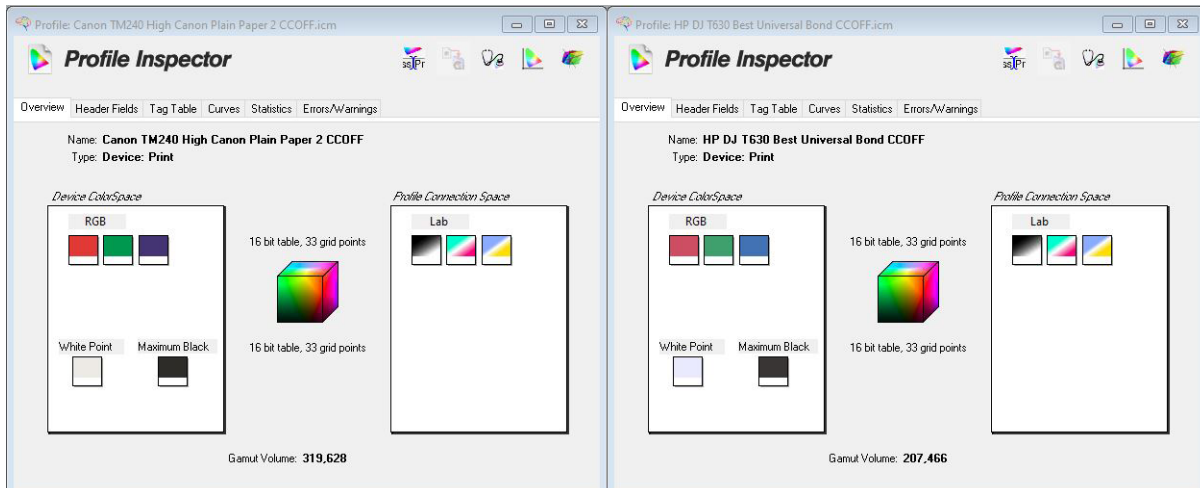 Profile: Canon TM240 High Canon Plain Paper 2 CCOFF.icm
Profile Inspector
Overview Header Fields Tag Table Curves Statistics Errors/Warnings
Name: Canon TM240 High Canon Plain Paper 2 CCOFF
Type: Device: Print
Device ColorSpace
Profile Connection Space
RGB
Lab
16 bit table, 33 grid points
White Point
Maximum Black
16 bit table, 33 grid points
Gamut Volume: 319,628
Profile: HP DJ T630 Best Universal Bond CCOFF.icm
Profile Inspector
Overview Header Fields Tag Table Curves Statistics Errors/Warnings
Name: HP DJ T630 Best Universal Bond CCOFF
Type: Device: Print
Device ColorSpace
Profile Connection Space
RGB
Lab
16 bit table, 33 grid points
White Point
Maximum Black
16 bit table, 33 grid points
Gamut Volume: 207,466